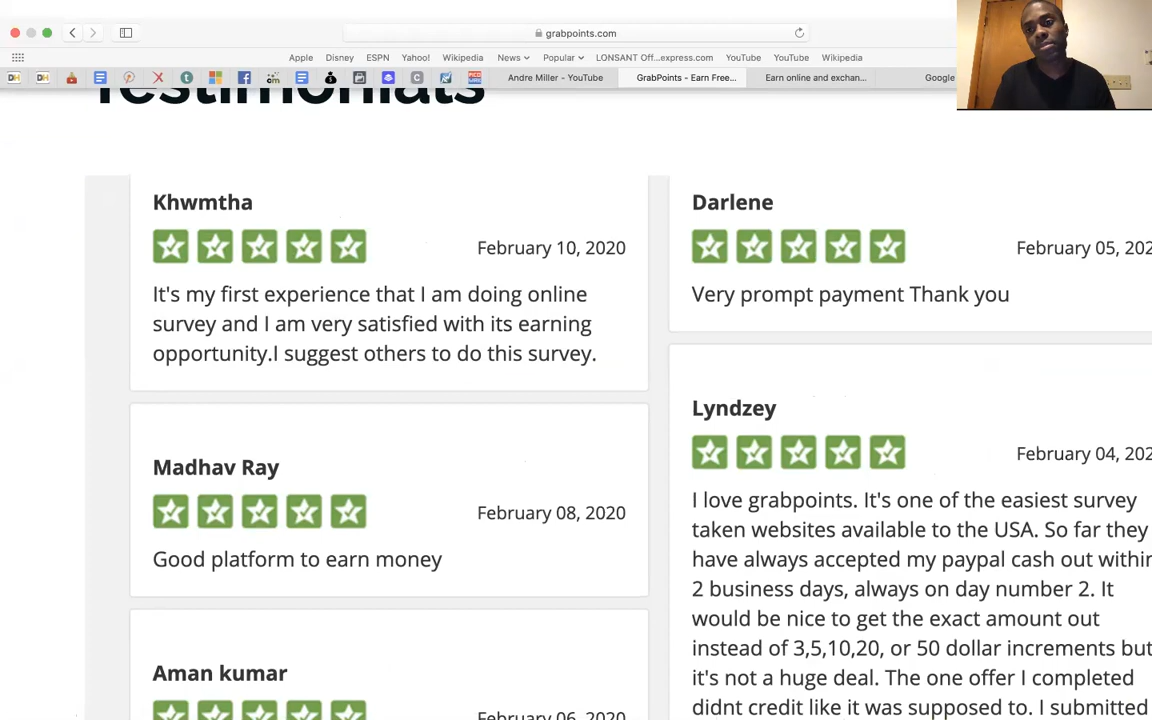 grabpoints.com
Apple Disney ESPN Yahoo! Wikipedia News Popular LONSANT Off...express.com YouTube YouTube Wikipedia
Andre Miller - YouTube
GrabPoints - Earn Free...
Earn online and exchan...
Google
Testimonials
Khwmtha
February 10, 2020
It's my first experience that I am doing online
survey and I am very satisfied with its earning
opportunity.I suggest others to do this survey.
Madhav Ray
February 08, 2020
Good platform to earn money
Aman kumar
February 06, 2020
Darlene
February 05, 202
Very prompt payment Thank you
Lyndzey
February 04, 202
I love grabpoints. It's one of the easiest survey
taken websites available to the USA. So far they
have always accepted my paypal cash out within
2 business days, always on day number 2. It
would be nice to get the exact amount out
instead of 3,5,10,20, or 50 dollar increments but
it's not a huge deal. The one offer I completed
didnt credit like it was supposed to. I submitted